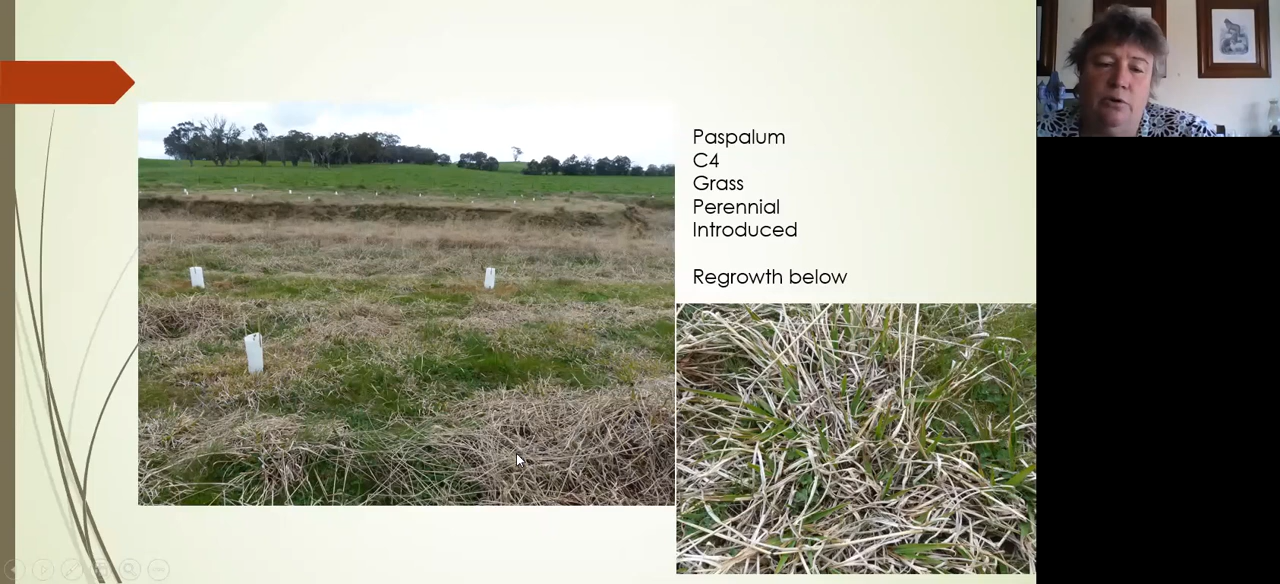 Paspalum
C4
Grass
Perennial
Introduced
Regrowth below